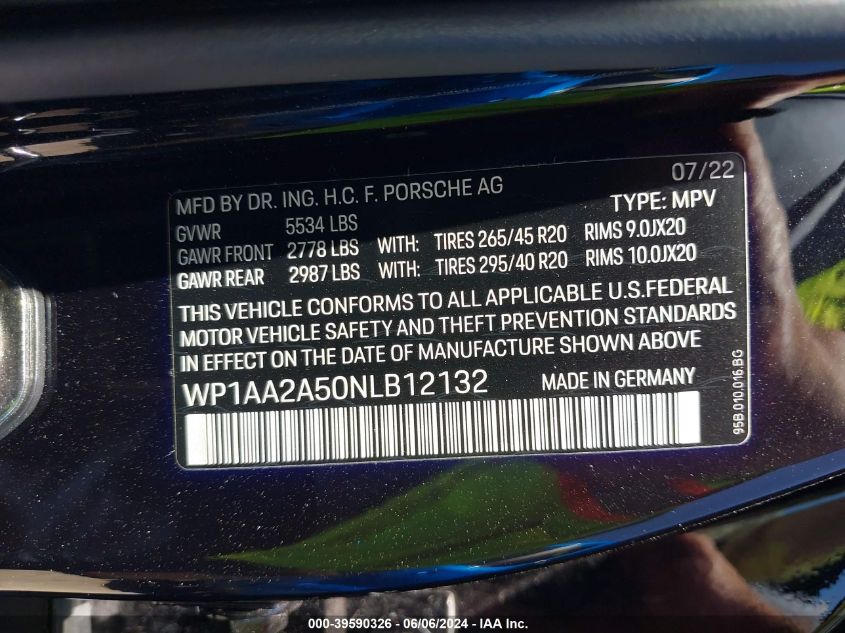 07/22
MFD BY DR. ING. H.C. F. PORSCHE AG
TYPE: MPV
GVWR 5534 LBS
GAWR FRONT 2778 LBS WITH: TIRES 265/45 R20 RIMS 9.0JX20
GAWR REAR 2987 LBS WITH: TIRES 295/40 R20 RIMS 10.0JX20
THIS VEHICLE CONFORMS TO ALL APPLICABLE U.S.FEDERAL
MOTOR VEHICLE SAFETY AND THEFT PREVENTION STANDARDS
IN EFFECT ON THE DATE OF MANUFACTURE SHOWN ABOVE
WP1AA2A50NLB12132 MADE IN GERMANY
95B.010.016.BG
000-39590326 - 06/06/2024 - IAA Inc.